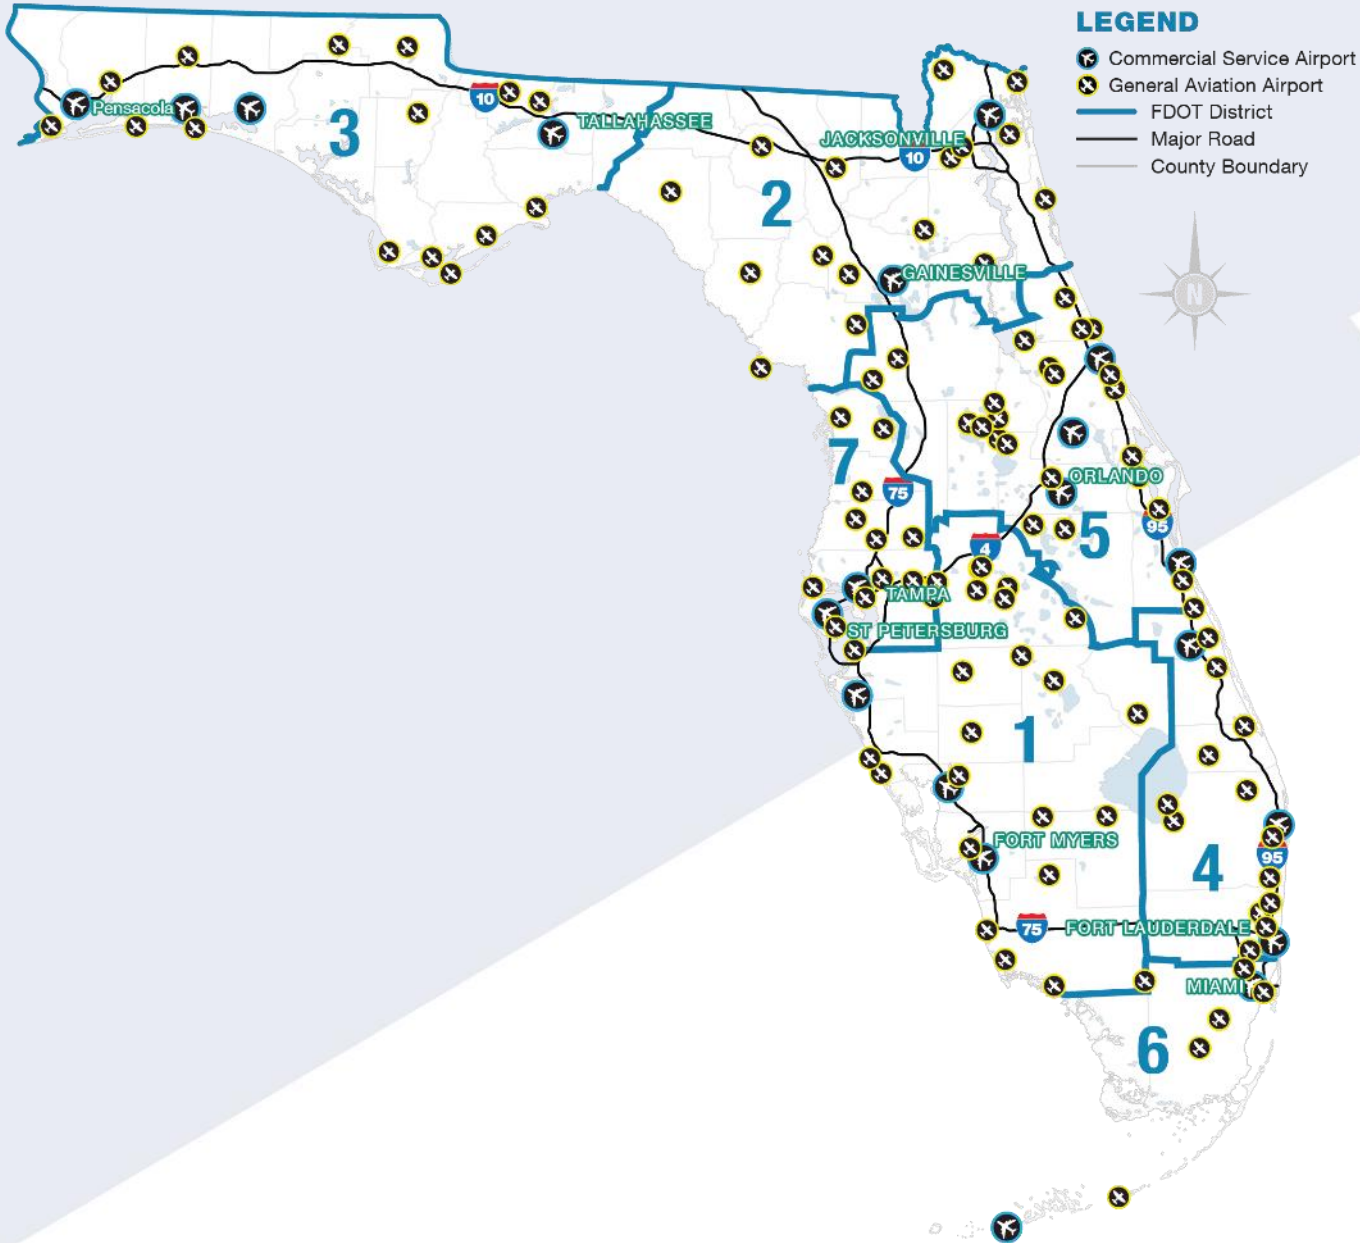 LEGEND
Commercial Service Airport
General Aviation Airport
FDOT District
Major Road
County Boundary
Pensacola
3
10
TALLAHASSEE
JACKSONVILLE
10
2
GAINESVILLE
N
7
75
ORLANDO
95
5
4
TAMPA
ST PETERSBURG
1
FORT MYERS
4
95
75
FORT LAUDERDALE
MIAMI
6